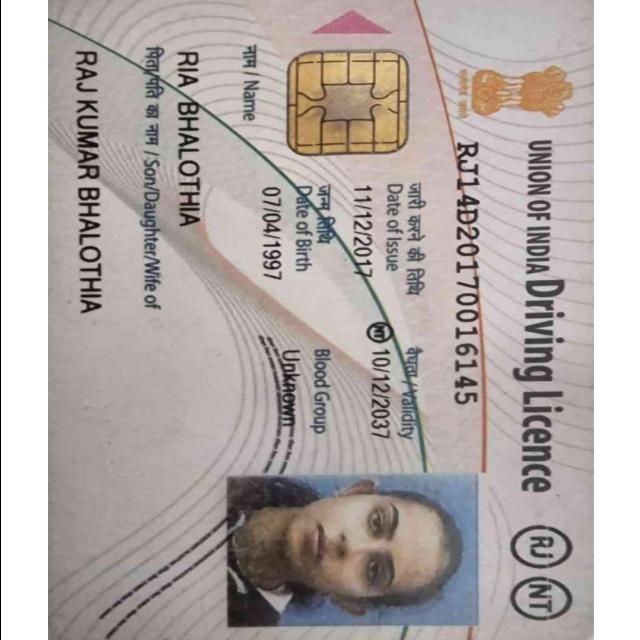 UNION OF INDIA Driving Licence RJ NT
सत्यमेव जयते
RJ14D20170016145
जारी करने की तिथि वैधता / Validity
Date of Issue
11/12/2017 NT 10/12/2037
जन्म तिथि
Date of Birth Blood Group
07/04/1997 Unknown
नाम / Name
RIA BHALOTHIA
पिता/पति का नाम / Son/Daughter/Wife of
RAJ KUMAR BHALOTHIA